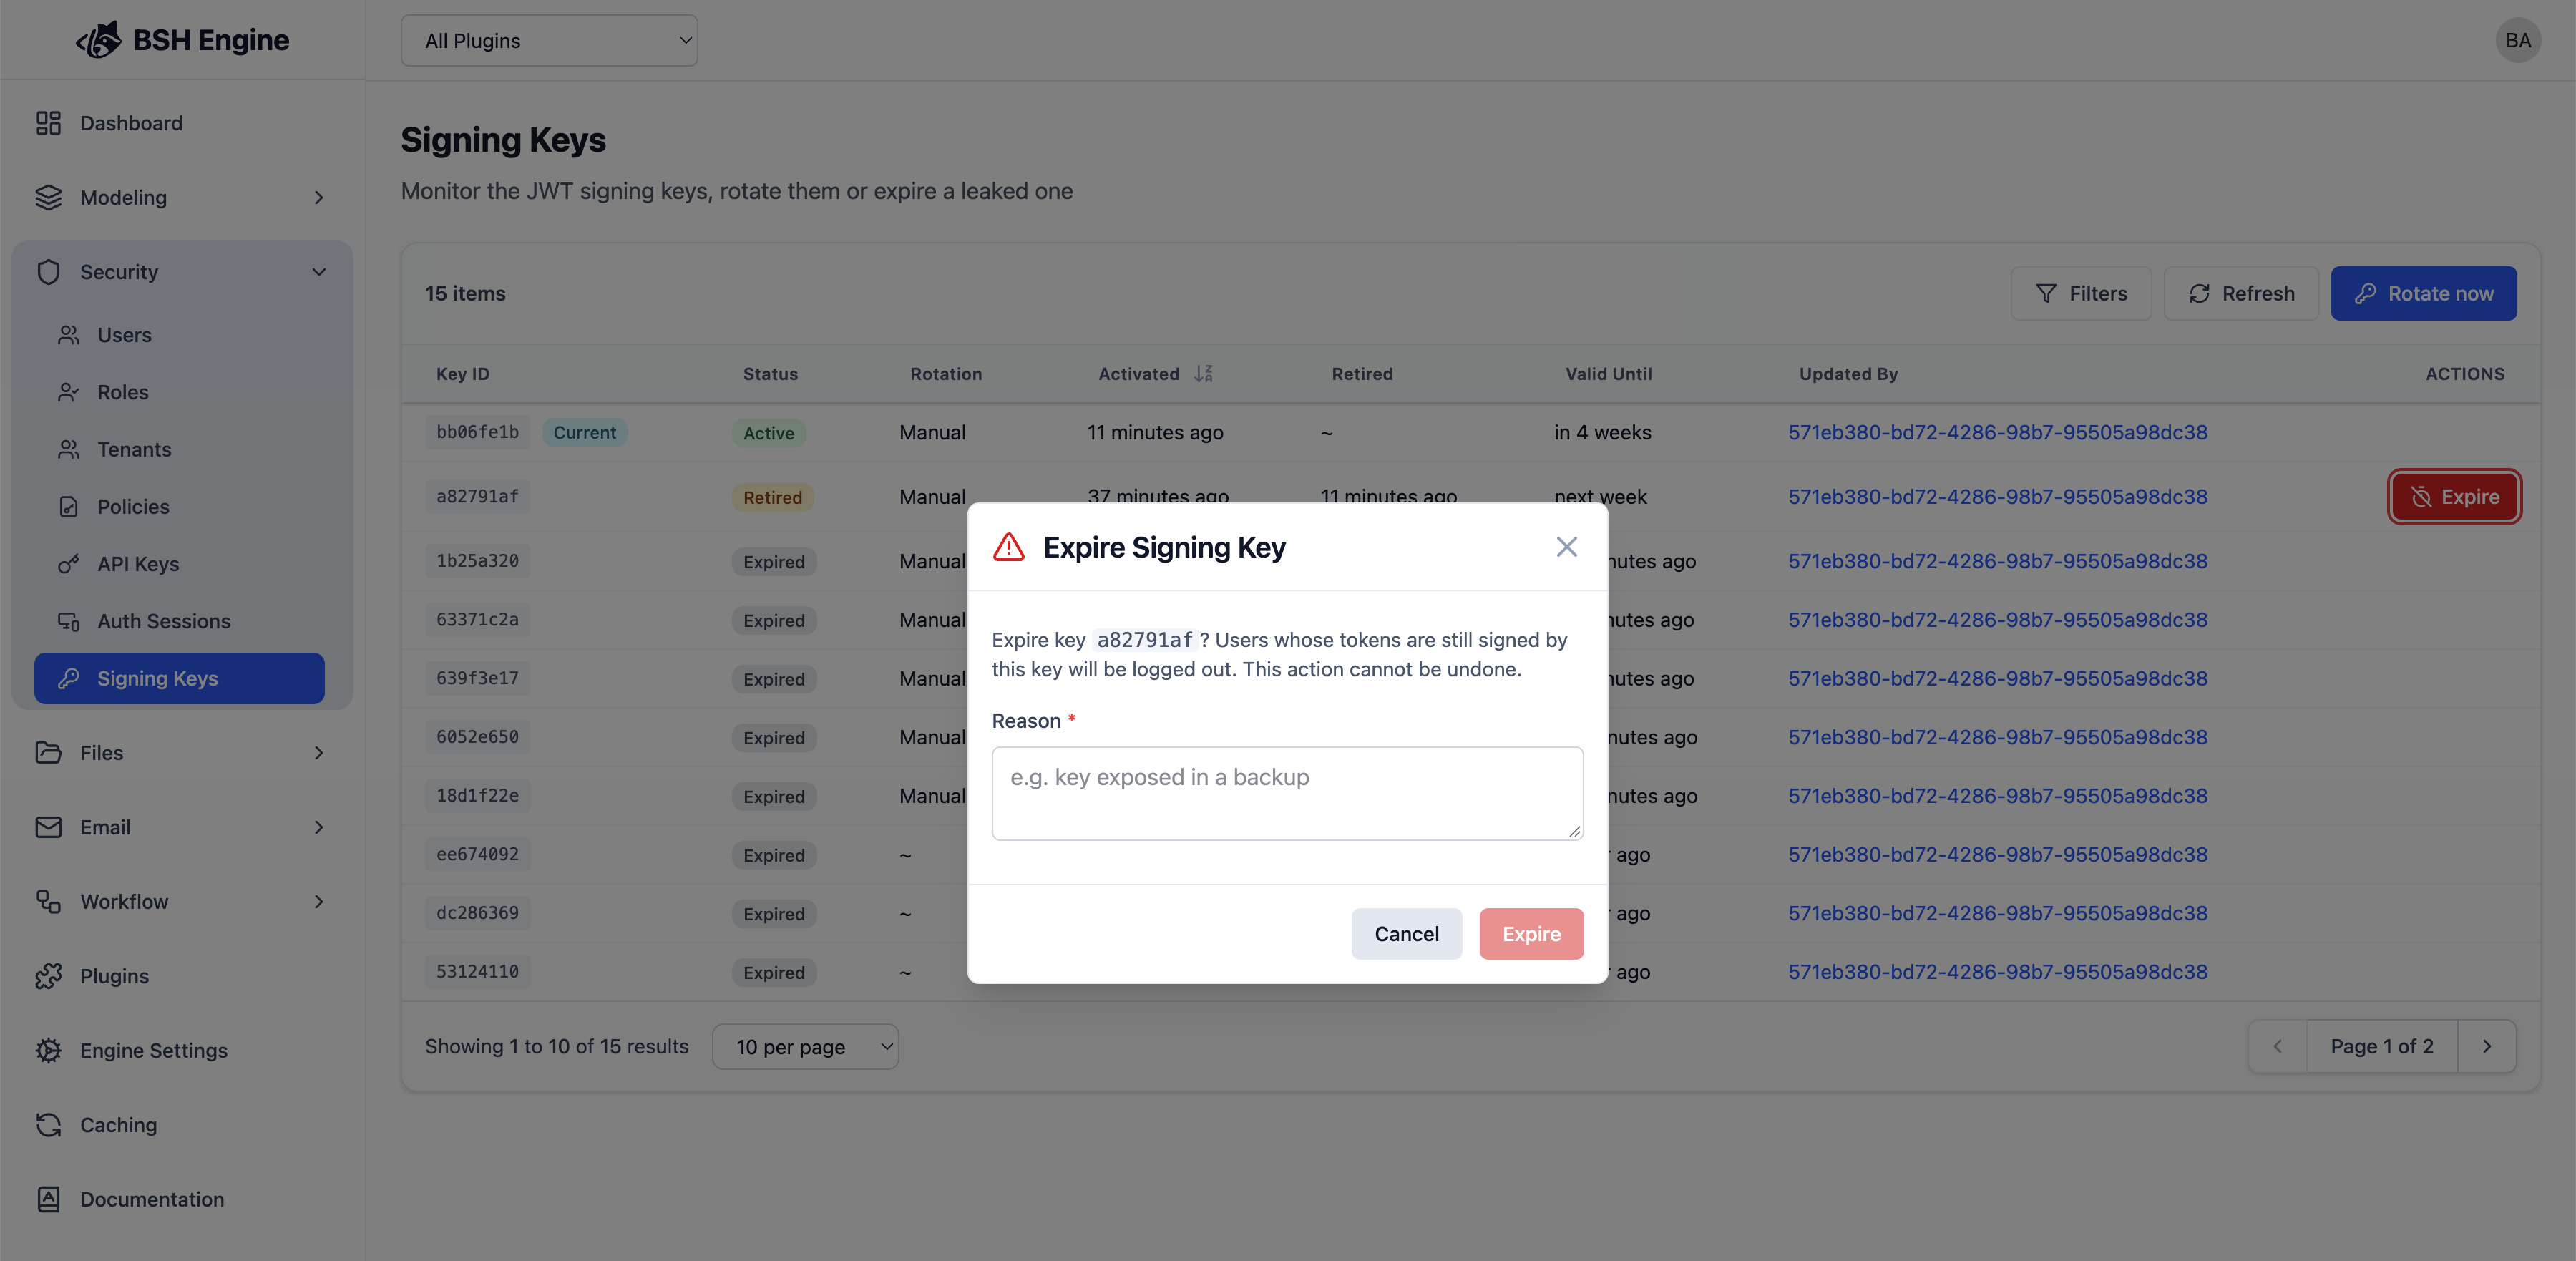 BSH Engine
All Plugins
BA
Dashboard
Modeling
Security
Users
Roles
Tenants
Policies
API Keys
Auth Sessions
Signing Keys
Files
Email
Workflow
Plugins
Engine Settings
Caching
Documentation
Signing Keys
Monitor the JWT signing keys, rotate them or expire a leaked one
15 items
Filters
Refresh
Rotate now
Key ID Status Rotation Activated Retired Valid Until Updated By ACTIONS
bb06fe1b Current Active Manual 11 minutes ago ~ in 4 weeks 571eb380-bd72-4286-98b7-95505a98dc38
a82791af Retired Manual 37 minutes ago 11 minutes ago next week 571eb380-bd72-4286-98b7-95505a98dc38 Expire
1b25a320 Expired Manual ago 571eb380-bd72-4286-98b7-95505a98dc38
63371c2a Expired Manual ago 571eb380-bd72-4286-98b7-95505a98dc38
639f3e17 Expired Manual ago 571eb380-bd72-4286-98b7-95505a98dc38
6052e650 Expired Manual ago 571eb380-bd72-4286-98b7-95505a98dc38
18d1f22e Expired Manual ago 571eb380-bd72-4286-98b7-95505a98dc38
ee674092 Expired ~ ago 571eb380-bd72-4286-98b7-95505a98dc38
dc286369 Expired ~ ago 571eb380-bd72-4286-98b7-95505a98dc38
53124110 Expired ~ ago 571eb380-bd72-4286-98b7-95505a98dc38
Showing 1 to 10 of 15 results
10 per page
Page 1 of 2
Expire Signing Key
Expire key a82791af? Users whose tokens are still signed by
this key will be logged out. This action cannot be undone.
Reason *
e.g. key exposed in a backup
Cancel
Expire